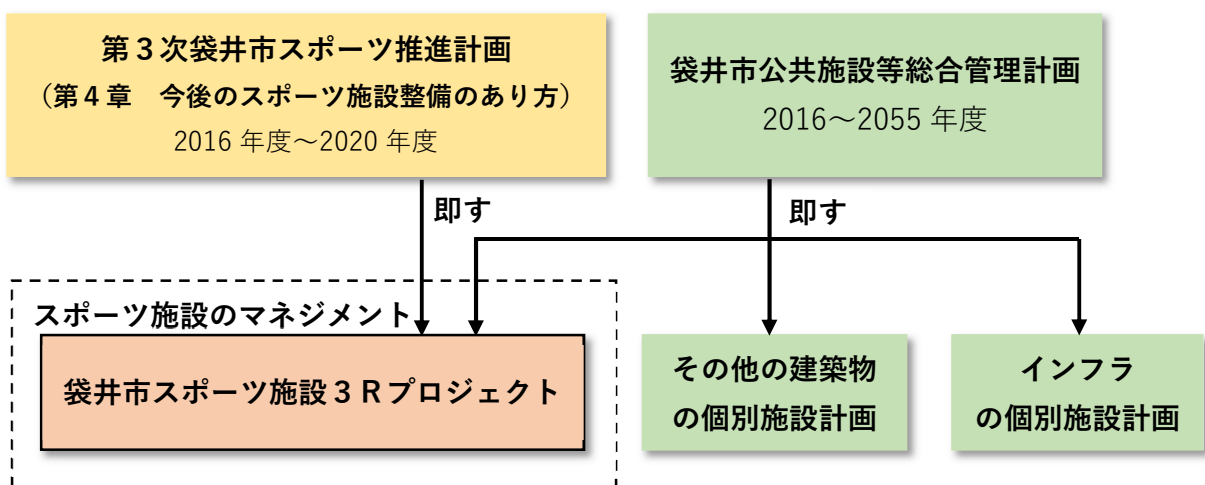 第３次袋井市スポーツ推進計画
（第４章　今後のスポーツ施設整備のあり方）
2016 年度～2020 年度
袋井市公共施設等総合管理計画
2016～2055 年度
即す
即す
スポーツ施設のマネジメント
袋井市スポーツ施設３Ｒプロジェクト
その他の建築物
の個別施設計画
インフラ
の個別施設計画